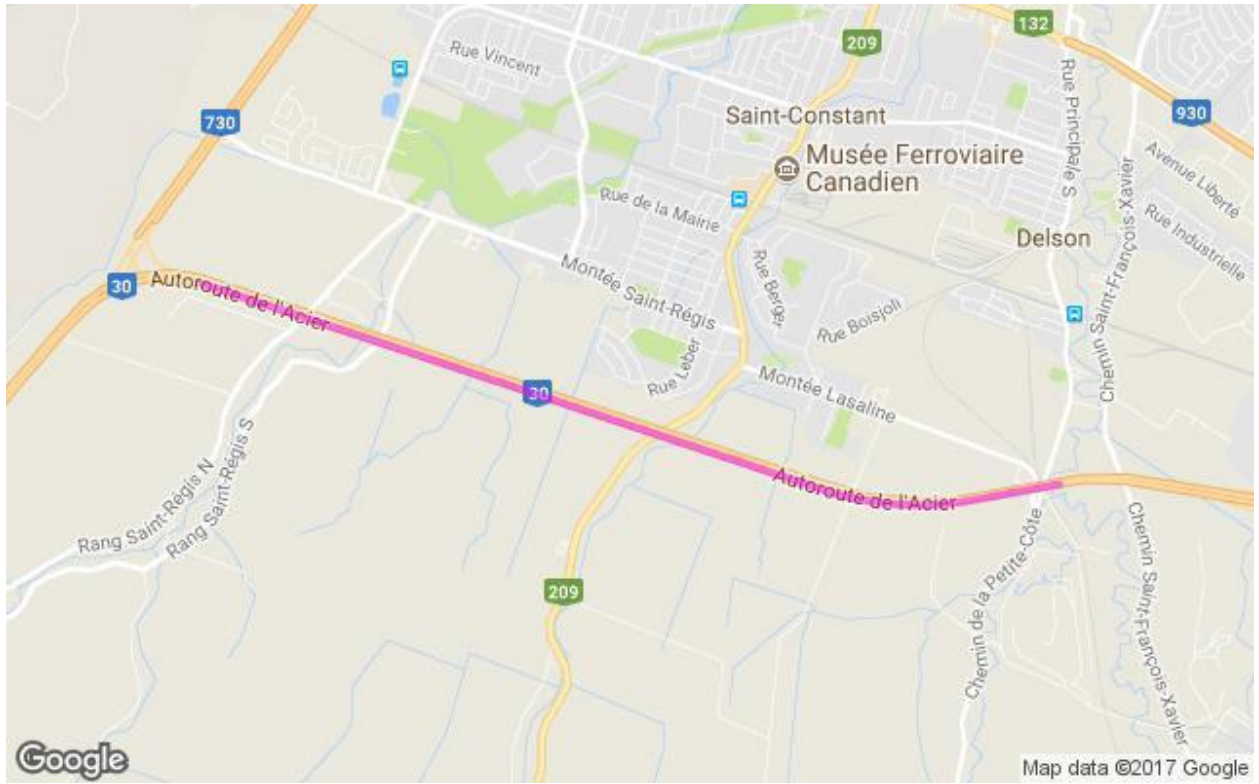 132
209
Rue Vincent
Rue Principale S
Saint-Constant
930
730
Musée Ferroviaire
Canadien
Avenue Liberté
Chemin Saint-François-Xavier
Rue de la Mairie
Rue Industrielle
Delson
Montée Saint-Régis
Rue Berger
30
Autoroute de l'Acier
Rue Boisjoli
Rue Leber
Montée Lasaline
30
Autoroute de l'Acier
Rang Saint-Régis N
Rang Saint-Régis S
Chemin de la Petite-Côte
Chemin Saint-François-Xavier
209
Google
Map data ©2017 Google